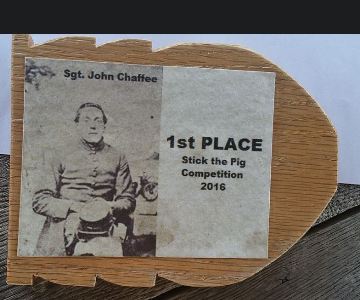 Sgt. John Chaffee
1st PLACE
Stick the Pig
Competition
2016